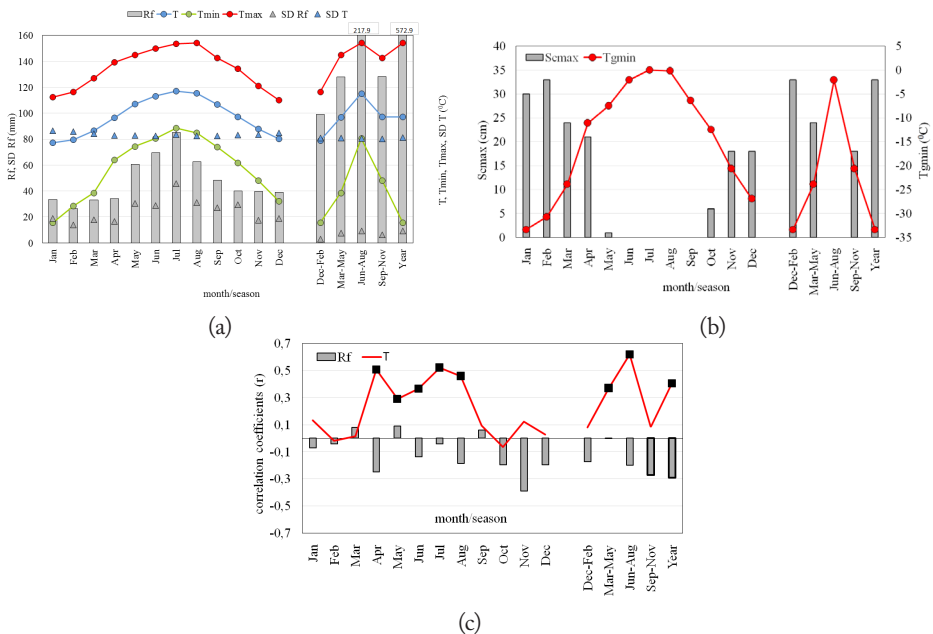 Rf T Tmin Tmax SD Rf SD T
217.9 572.9
Rf, SD Rf (mm)
160
140
120
100
80
60
40
20
0
T, Tmin, Tmax, SD T (⁰C)
Jan Feb Mar Apr May Jun Jul Aug Sep Oct Nov Dec Dec-Feb Mar-May Jun-Aug Sep-Nov Year
month/season
(a)
Scmax Tgmin
Scmax (cm)
40
35
30
25
20
15
10
5
0
5
0
-5
-10
-15
-20
-25
-30
-35
Tgmin (⁰C)
Jan Feb Mar Apr May Jun Jul Aug Sep Oct Nov Dec Dec-Feb Mar-May Jun-Aug Sep-Nov Year
month/season
(b)
Rf T
correlation coefficients (r)
0,7
0,5
0,3
0,1
-0,1
-0,3
-0,5
-0,7
month/season
Jan Feb Mar Apr May Jun Jul Aug Sep Oct Nov Dec Dec-Feb Mar-May Jun-Aug Sep-Nov Year
(c)